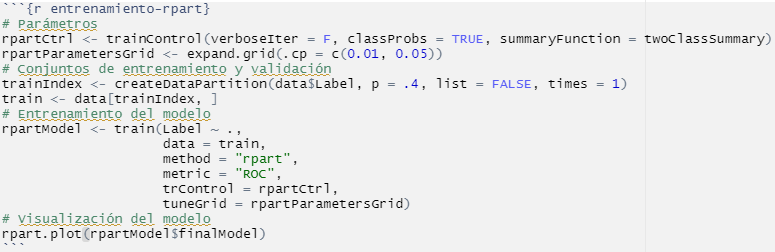 ```{r entrenamiento-rpart}
# Parámetros
rpartCtrl <- trainControl(verboseIter = F, classProbs = TRUE, summaryFunction = twoClassSummary)
rpartParametersGrid <- expand.grid(.cp = c(0.01, 0.05))
# Conjuntos de entrenamiento y validación
trainIndex <- createDataPartition(data$Label, p = .4, list = FALSE, times = 1)
train <- data[trainIndex, ]
# Entrenamiento del modelo
rpartModel <- train(Label ~ .,
data = train,
method = "rpart",
metric = "ROC",
trControl = rpartCtrl,
tuneGrid = rpartParametersGrid)
# Visualización del modelo
rpart.plot(rpartModel$finalModel)
```